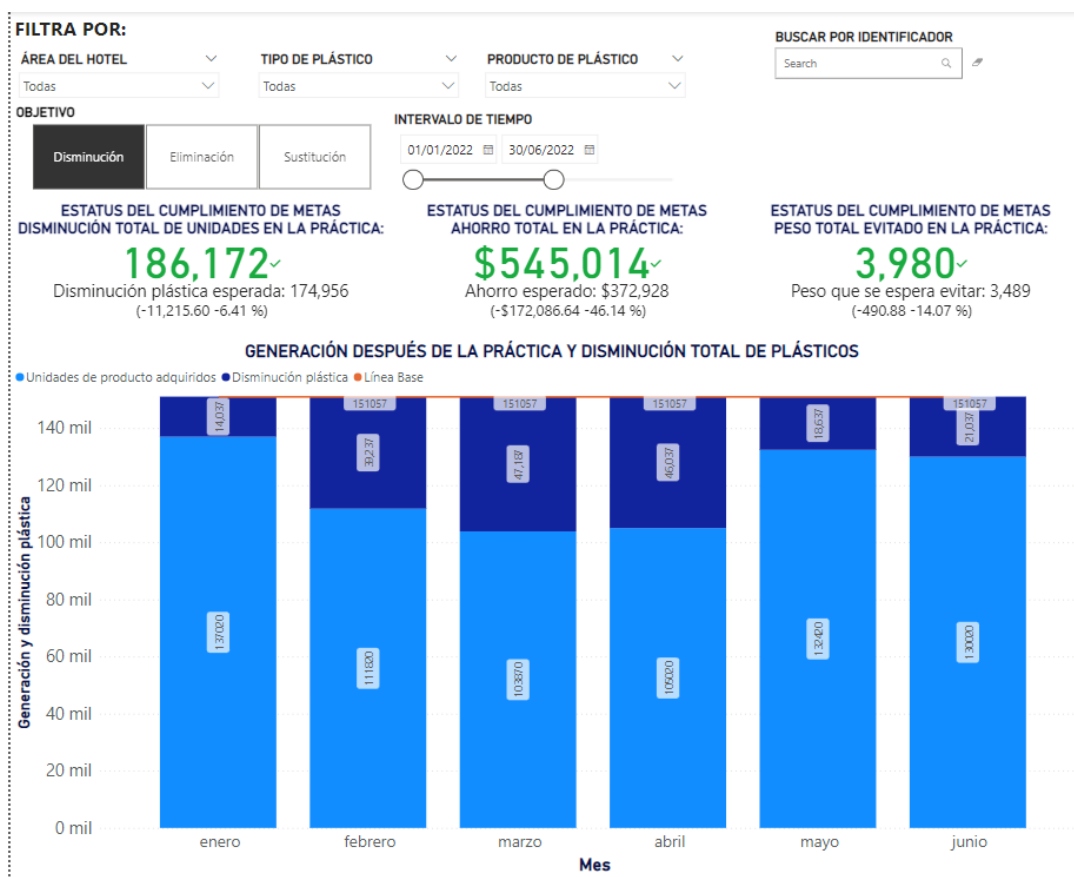 FILTRA POR:
BUSCAR POR IDENTIFICADOR
ÁREA DEL HOTEL
TIPO DE PLÁSTICO
PRODUCTO DE PLÁSTICO
Search
Todas
Todas
Todas
OBJETIVO
INTERVALO DE TIEMPO
Disminución
Eliminación
Sustitución
01/01/2022
30/06/2022
ESTATUS DEL CUMPLIMIENTO DE METAS
DISMINUCIÓN TOTAL DE UNIDADES EN LA PRÁCTICA:
186,172
Disminución plástica esperada: 174,956
(-11,215.60 -6.41 %)
ESTATUS DEL CUMPLIMIENTO DE METAS
AHORRO TOTAL EN LA PRÁCTICA:
$545,014
Ahorro esperado: $372,928
(-$172,086.64 -46.14 %)
ESTATUS DEL CUMPLIMIENTO DE METAS
PESO TOTAL EVITADO EN LA PRÁCTICA:
3,980
Peso que se espera evitar: 3,489
(-490.88 -14.07 %)
GENERACIÓN DESPUÉS DE LA PRÁCTICA Y DISMINUCIÓN TOTAL DE PLÁSTICOS
Unidades de producto adquiridos
Disminución plástica
Línea Base
Generación y disminución plástica
140 mil
120 mil
100 mil
80 mil
60 mil
40 mil
20 mil
0 mil
151057
151057
151057
151057
14,037
39,237
47,187
46,037
18,637
21,037
137020
111820
103870
105020
132420
130020
enero
febrero
marzo
abril
mayo
junio
Mes